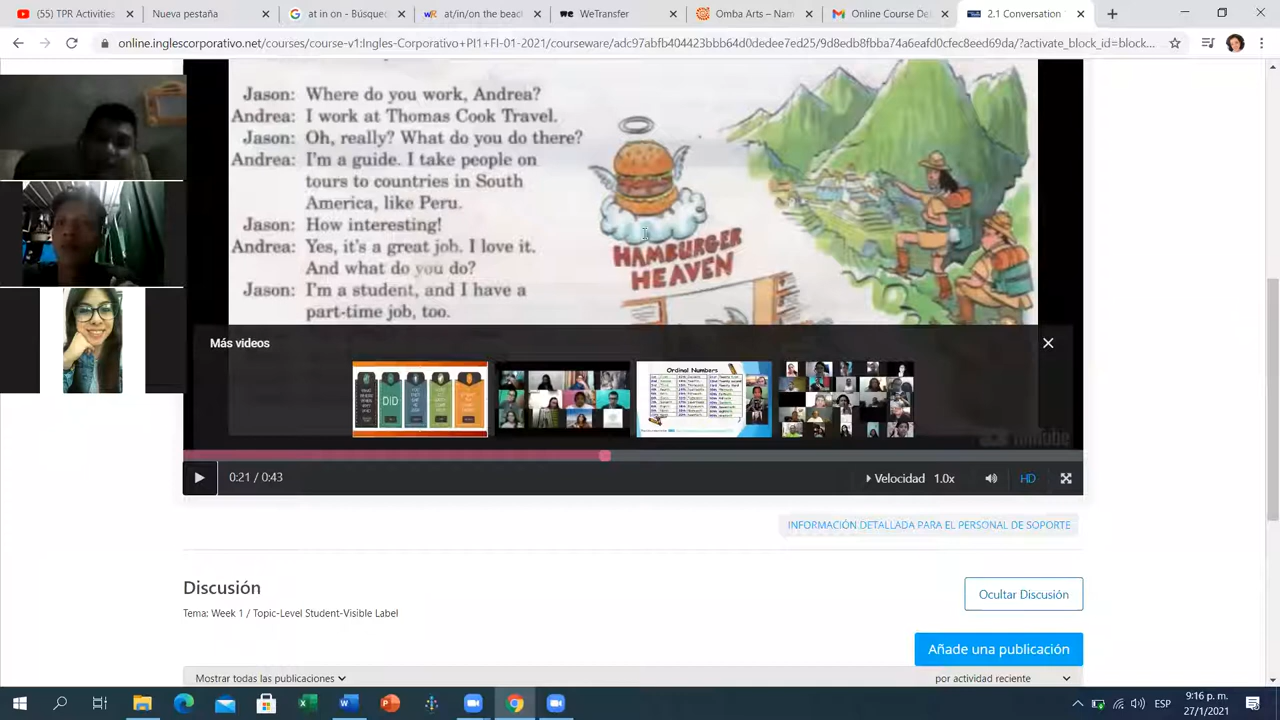 (55) TPR Activities
Nueva pestaña
at in on - Búsque
at/in/on the beac
WeTransfer
Omba Arts – Nam
Online Course De
2.1 Conversation
online.inglescorporativo.net/courses/course-v1:Ingles-Corporativo+PI1+FI-01-2021/courseware/adc97abfb404423bbb64d0dedee7ed25/9d8edb8fbba74a6eafd0cfec8eed69da/?activate_block_id=block...
Jason: Where do you work, Andrea?
Andrea: I work at Thomas Cook Travel.
Jason: Oh, really? What do you do there?
Andrea: I'm a guide. I take people on
tours to countries in South
America, like Peru.
Jason: How interesting!
Andrea: Yes, it's a great job. I love it.
And what do you do?
Jason: I'm a student, and I have a
part-time job, too.
HAMBURGER
HEAVEN
Más videos
DID
Ordinal Numbers
YouTube
0:21 / 0:43
Velocidad 1.0x
HD
INFORMACIÓN DETALLADA PARA EL PERSONAL DE SOPORTE
Discusión
Ocultar Discusión
Tema: Week 1 / Topic-Level Student-Visible Label
Añade una publicación
Mostrar todas las publicaciones
por actividad reciente
ESP
9:16 p. m.
27/1/2021